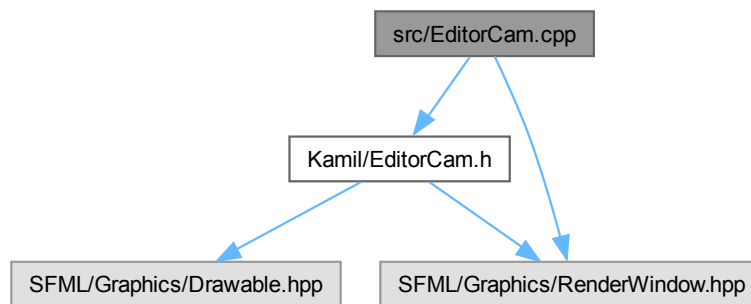 src/EditorCam.cpp
Kamil/EditorCam.h
SFML/Graphics/Drawable.hpp
SFML/Graphics/RenderWindow.hpp